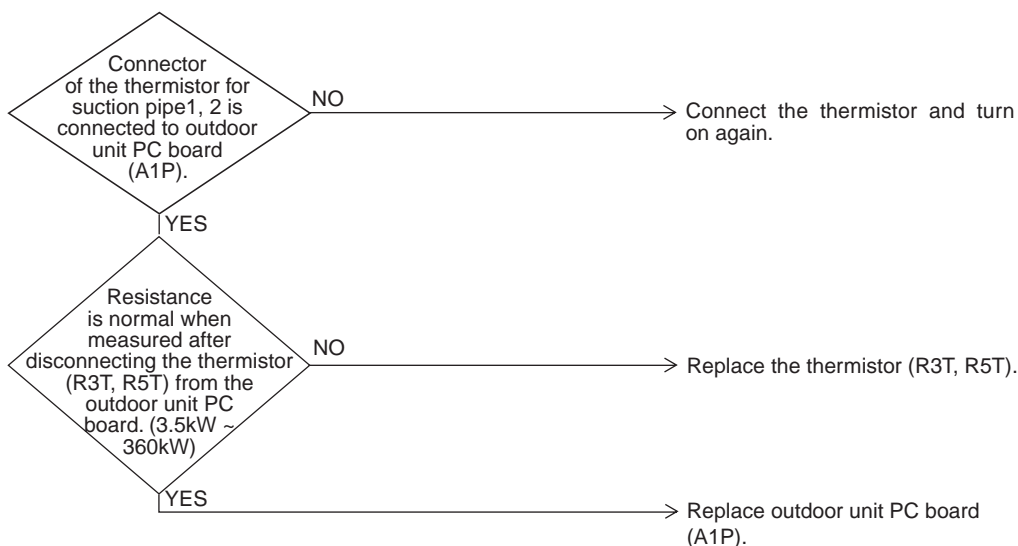 Connector
of the thermistor for
suction pipe1, 2 is
connected to outdoor
unit PC board
(A1P).
NO
Connect the thermistor and turn
on again.
YES
Resistance
is normal when
measured after
disconnecting the thermistor
(R3T, R5T) from the
outdoor unit PC
board. (3.5kW ~
360kW)
NO
Replace the thermistor (R3T, R5T).
YES
Replace outdoor unit PC board
(A1P).